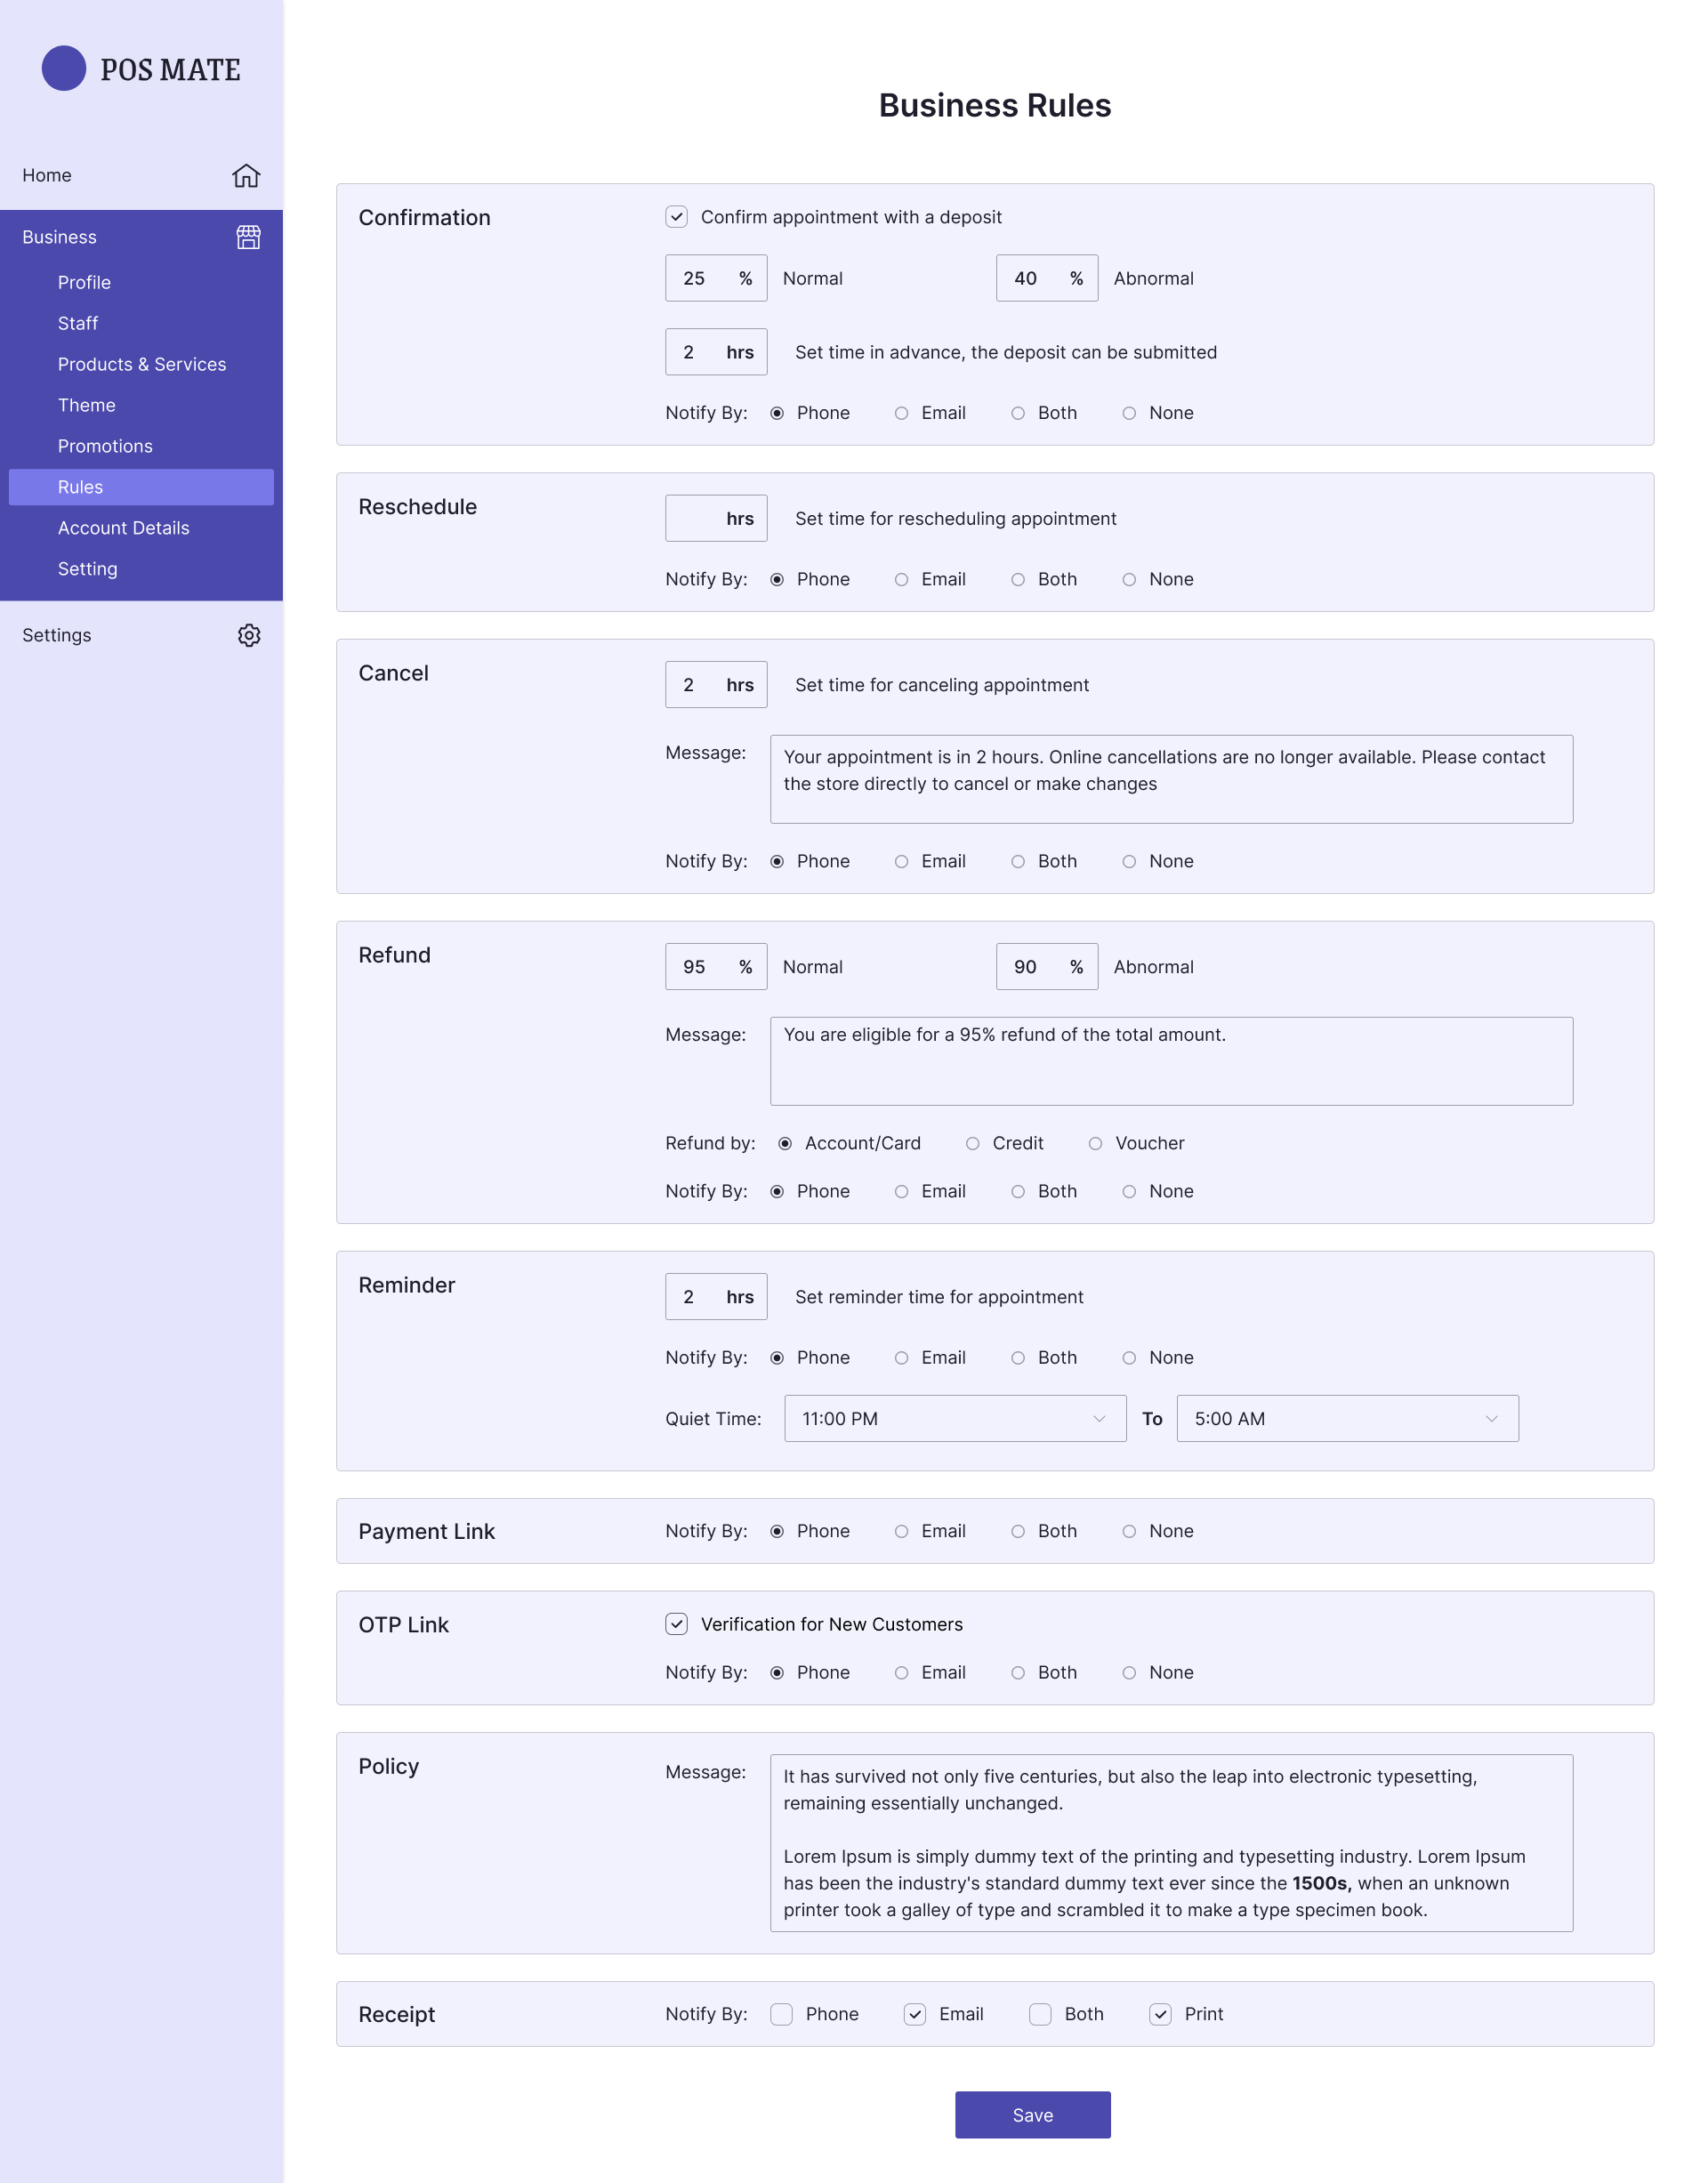 POS MATE
Home
Business
Profile
Staff
Products & Services
Theme
Promotions
Rules
Account Details
Setting
Settings
Business Rules
Confirmation
Confirm appointment with a deposit
25 % Normal 40 % Abnormal
2 hrs Set time in advance, the deposit can be submitted
Notify By: Phone Email Both None
Reschedule
hrs Set time for rescheduling appointment
Notify By: Phone Email Both None
Cancel
2 hrs Set time for canceling appointment
Message:
Your appointment is in 2 hours. Online cancellations are no longer available. Please contact
the store directly to cancel or make changes
Notify By: Phone Email Both None
Refund
95 % Normal 90 % Abnormal
Message:
You are eligible for a 95% refund of the total amount.
Refund by: Account/Card Credit Voucher
Notify By: Phone Email Both None
Reminder
2 hrs Set reminder time for appointment
Notify By: Phone Email Both None
Quiet Time: 11:00 PM To 5:00 AM
Payment Link
Notify By: Phone Email Both None
OTP Link
Verification for New Customers
Notify By: Phone Email Both None
Policy
Message:
It has survived not only five centuries, but also the leap into electronic typesetting,
remaining essentially unchanged.
Lorem Ipsum is simply dummy text of the printing and typesetting industry. Lorem Ipsum
has been the industry's standard dummy text ever since the 1500s, when an unknown
printer took a galley of type and scrambled it to make a type specimen book.
Receipt
Notify By: Phone Email Both Print
Save